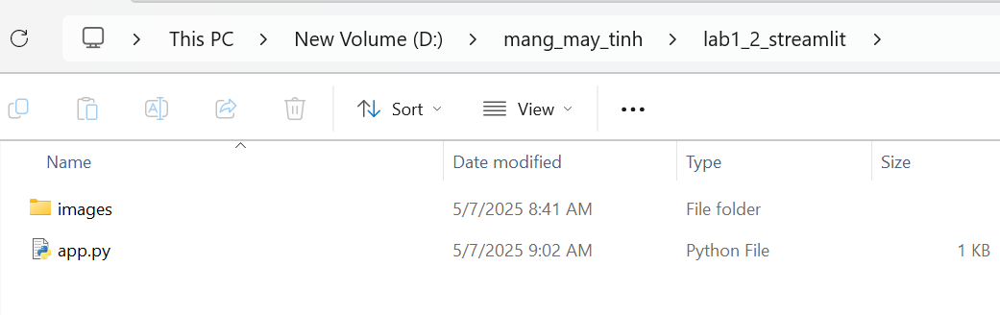 This PC > New Volume (D:) > mang_may_tinh > lab1_2_streamlit >
Sort View
Name Date modified Type Size
images 5/7/2025 8:41 AM File folder
app.py 5/7/2025 9:02 AM Python File 1 KB